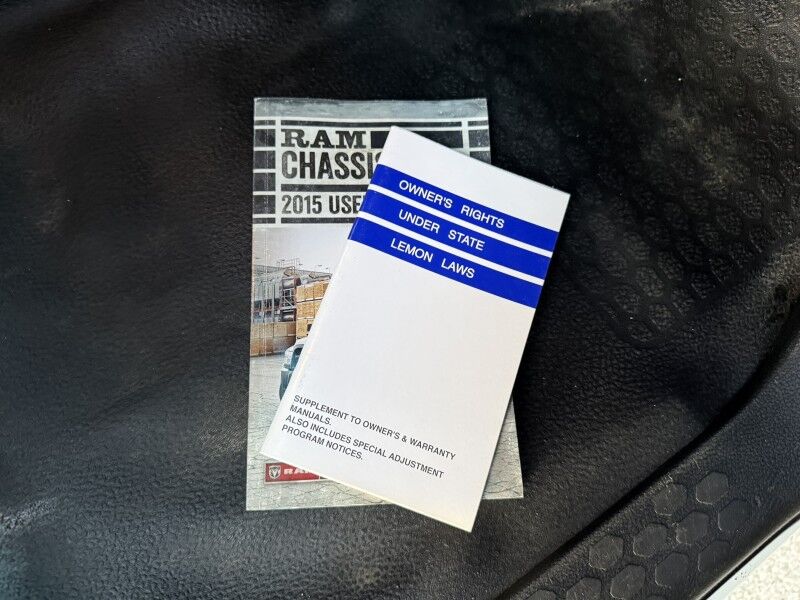 RAM
CHASSIS
2015 USE
OWNER'S RIGHTS
UNDER STATE
LEMON LAWS
SUPPLEMENT TO OWNER'S & WARRANTY
MANUALS.
ALSO INCLUDES SPECIAL ADJUSTMENT
PROGRAM NOTICES.